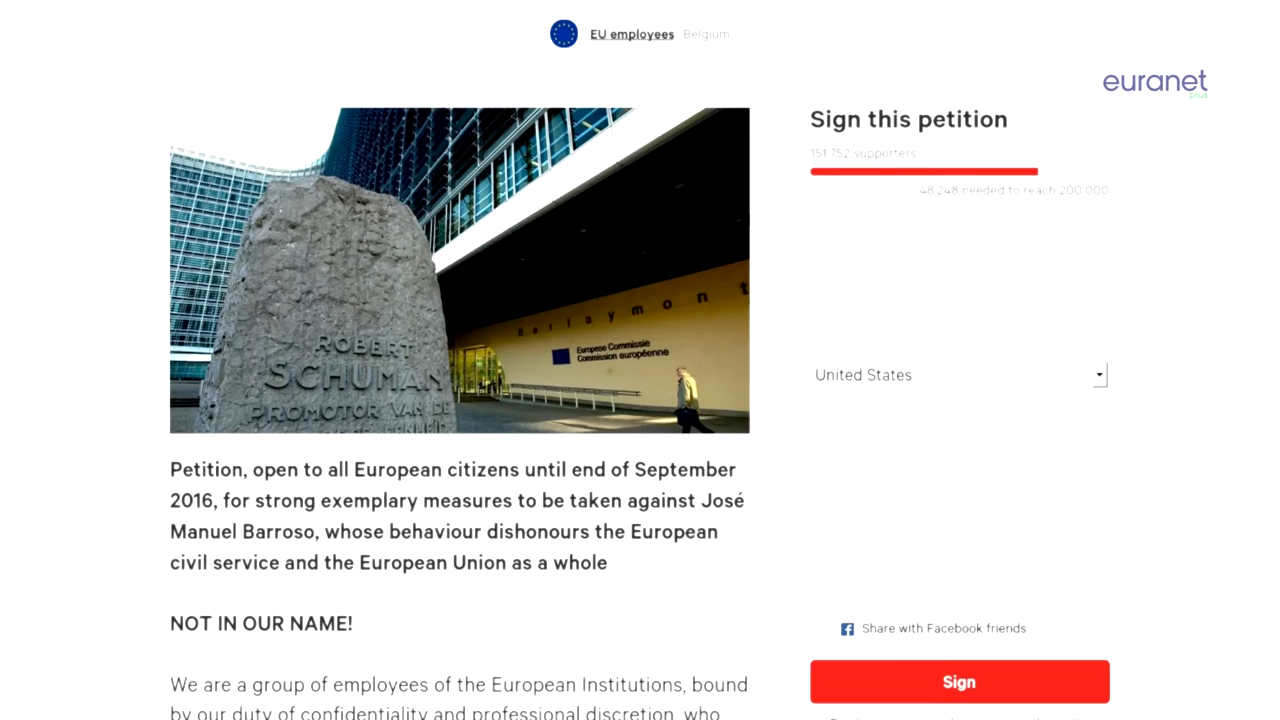 EU employees Belgium
euranet
plus
Sign this petition
151 752 supporters
48 248 needed to reach 200 000
Berlaymont
Europese Commissie
Commission européenne
ROBERT
SCHUMAN
PROMOTOR VAN DE
United States
Petition, open to all European citizens until end of September
2016, for strong exemplary measures to be taken against José
Manuel Barroso, whose behaviour dishonours the European
civil service and the European Union as a whole
NOT IN OUR NAME!
We are a group of employees of the European Institutions, bound
by our duty of confidentiality and professional discretion, who
Share with Facebook friends
Sign